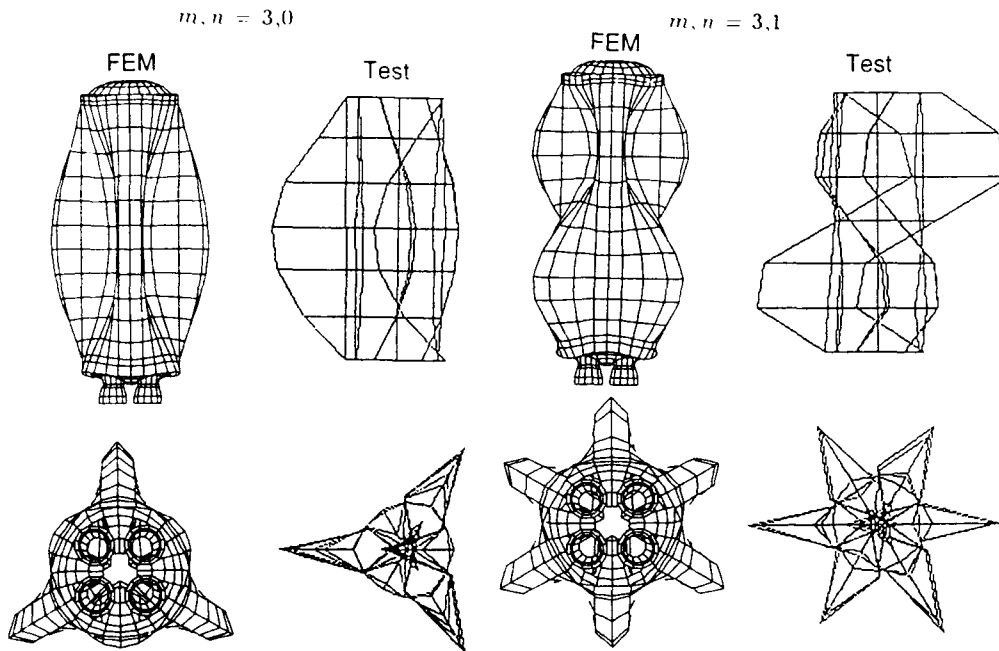 m, n = 3,0
m, n = 3,1
FEM
Test
FEM
Test